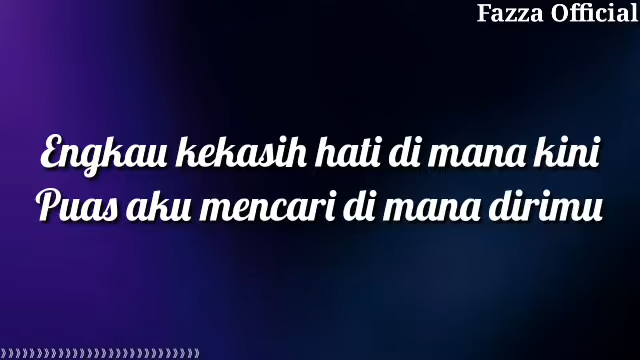 Fazza Official
Engkau kekasih hati di mana kini
Puas aku mencari di mana dirimu